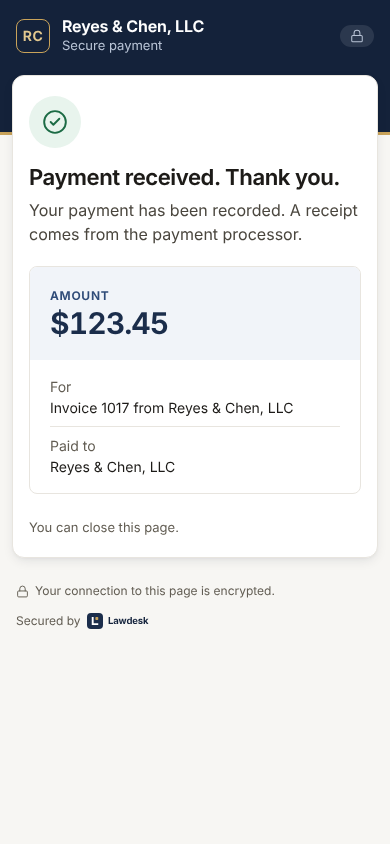 RC
Reyes & Chen, LLC
Secure payment
Payment received. Thank you.
Your payment has been recorded. A receipt
comes from the payment processor.
AMOUNT
$123.45
For
Invoice 1017 from Reyes & Chen, LLC
Paid to
Reyes & Chen, LLC
You can close this page.
Your connection to this page is encrypted.
Secured by L Lawdesk